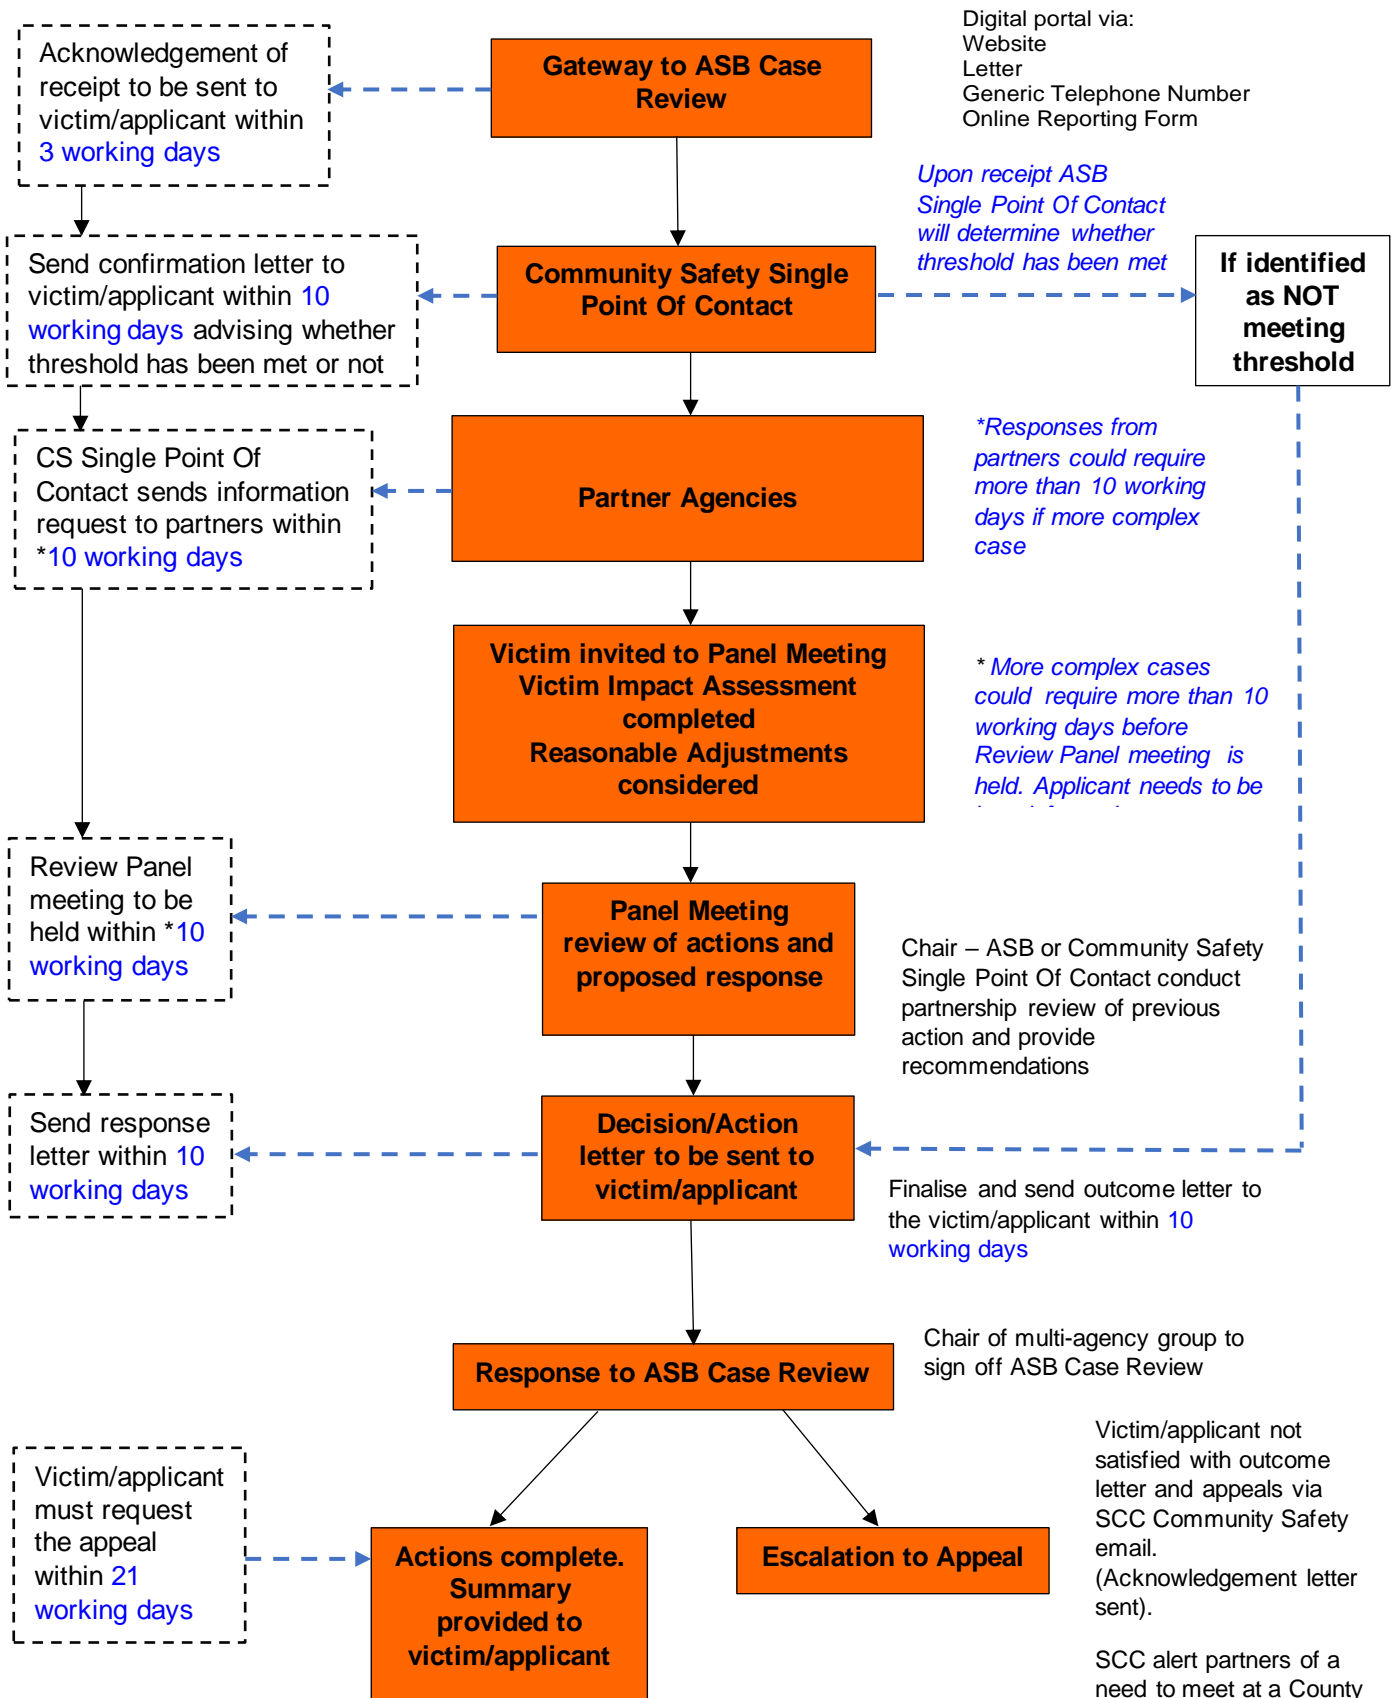 Digital portal via:
Website
Letter
Generic Telephone Number
Online Reporting Form
Acknowledgement of
receipt to be sent to
victim/applicant within
3 working days
Gateway to ASB Case
Review
Upon receipt ASB
Single Point Of Contact
will determine whether
threshold has been met
Send confirmation letter to
victim/applicant within 10
working days advising whether
threshold has been met or not
Community Safety Single
Point Of Contact
If identified
as NOT
meeting
threshold
CS Single Point Of
Contact sends information
request to partners within
*10 working days
Partner Agencies
*Responses from
partners could require
more than 10 working
days if more complex
case
Victim invited to Panel Meeting
Victim Impact Assessment
completed
Reasonable Adjustments
considered
* More complex cases
could require more than 10
working days before
Review Panel meeting is
held. Applicant needs to be
Review Panel
meeting to be
held within *10
working days
Panel Meeting
review of actions and
proposed response
Chair – ASB or Community Safety
Single Point Of Contact conduct
partnership review of previous
action and provide
recommendations
Send response
letter within 10
working days
Decision/Action
letter to be sent to
victim/applicant
Finalise and send outcome letter to
the victim/applicant within 10
working days
Response to ASB Case Review
Chair of multi-agency group to
sign off ASB Case Review
Victim/applicant
must request
the appeal
within 21
working days
Actions complete.
Summary
provided to
victim/applicant
Escalation to Appeal
Victim/applicant not
satisfied with outcome
letter and appeals via
SCC Community Safety
email.
(Acknowledgement letter
sent).
SCC alert partners of a
need to meet at a County